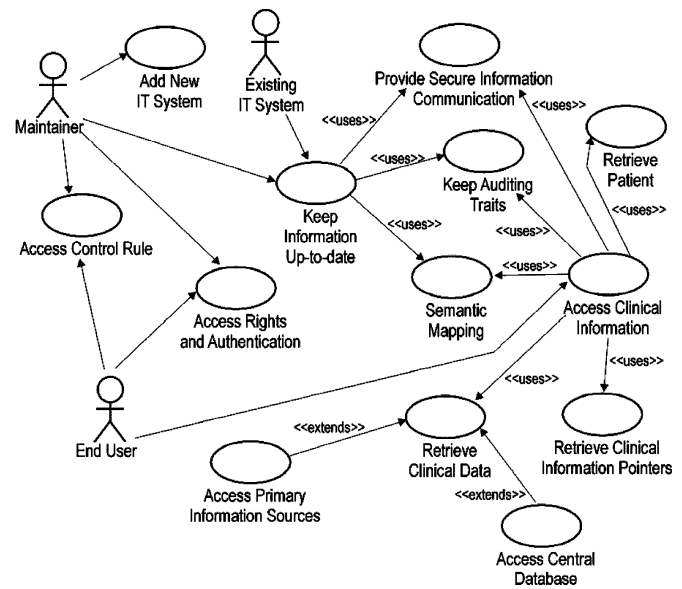 Add New
IT System
Existing
IT System
Provide Secure Information
Communication
Maintainer
<<uses>>
<<uses>>
<<uses>>
Retrieve
Patient
Keep Auditing
Traits
Keep
Information
Up-to-date
Access Control Rule
<<uses>>
<<uses>>
<<uses>>
<<uses>>
Semantic
Mapping
Access Clinical
Information
Access Rights
and Authentication
<<uses>>
<<uses>>
End User
<<extends>>
Retrieve
Clinical Data
Retrieve Clinical
Information Pointers
Access Primary
Information Sources
<<extends>>
Access Central
Database